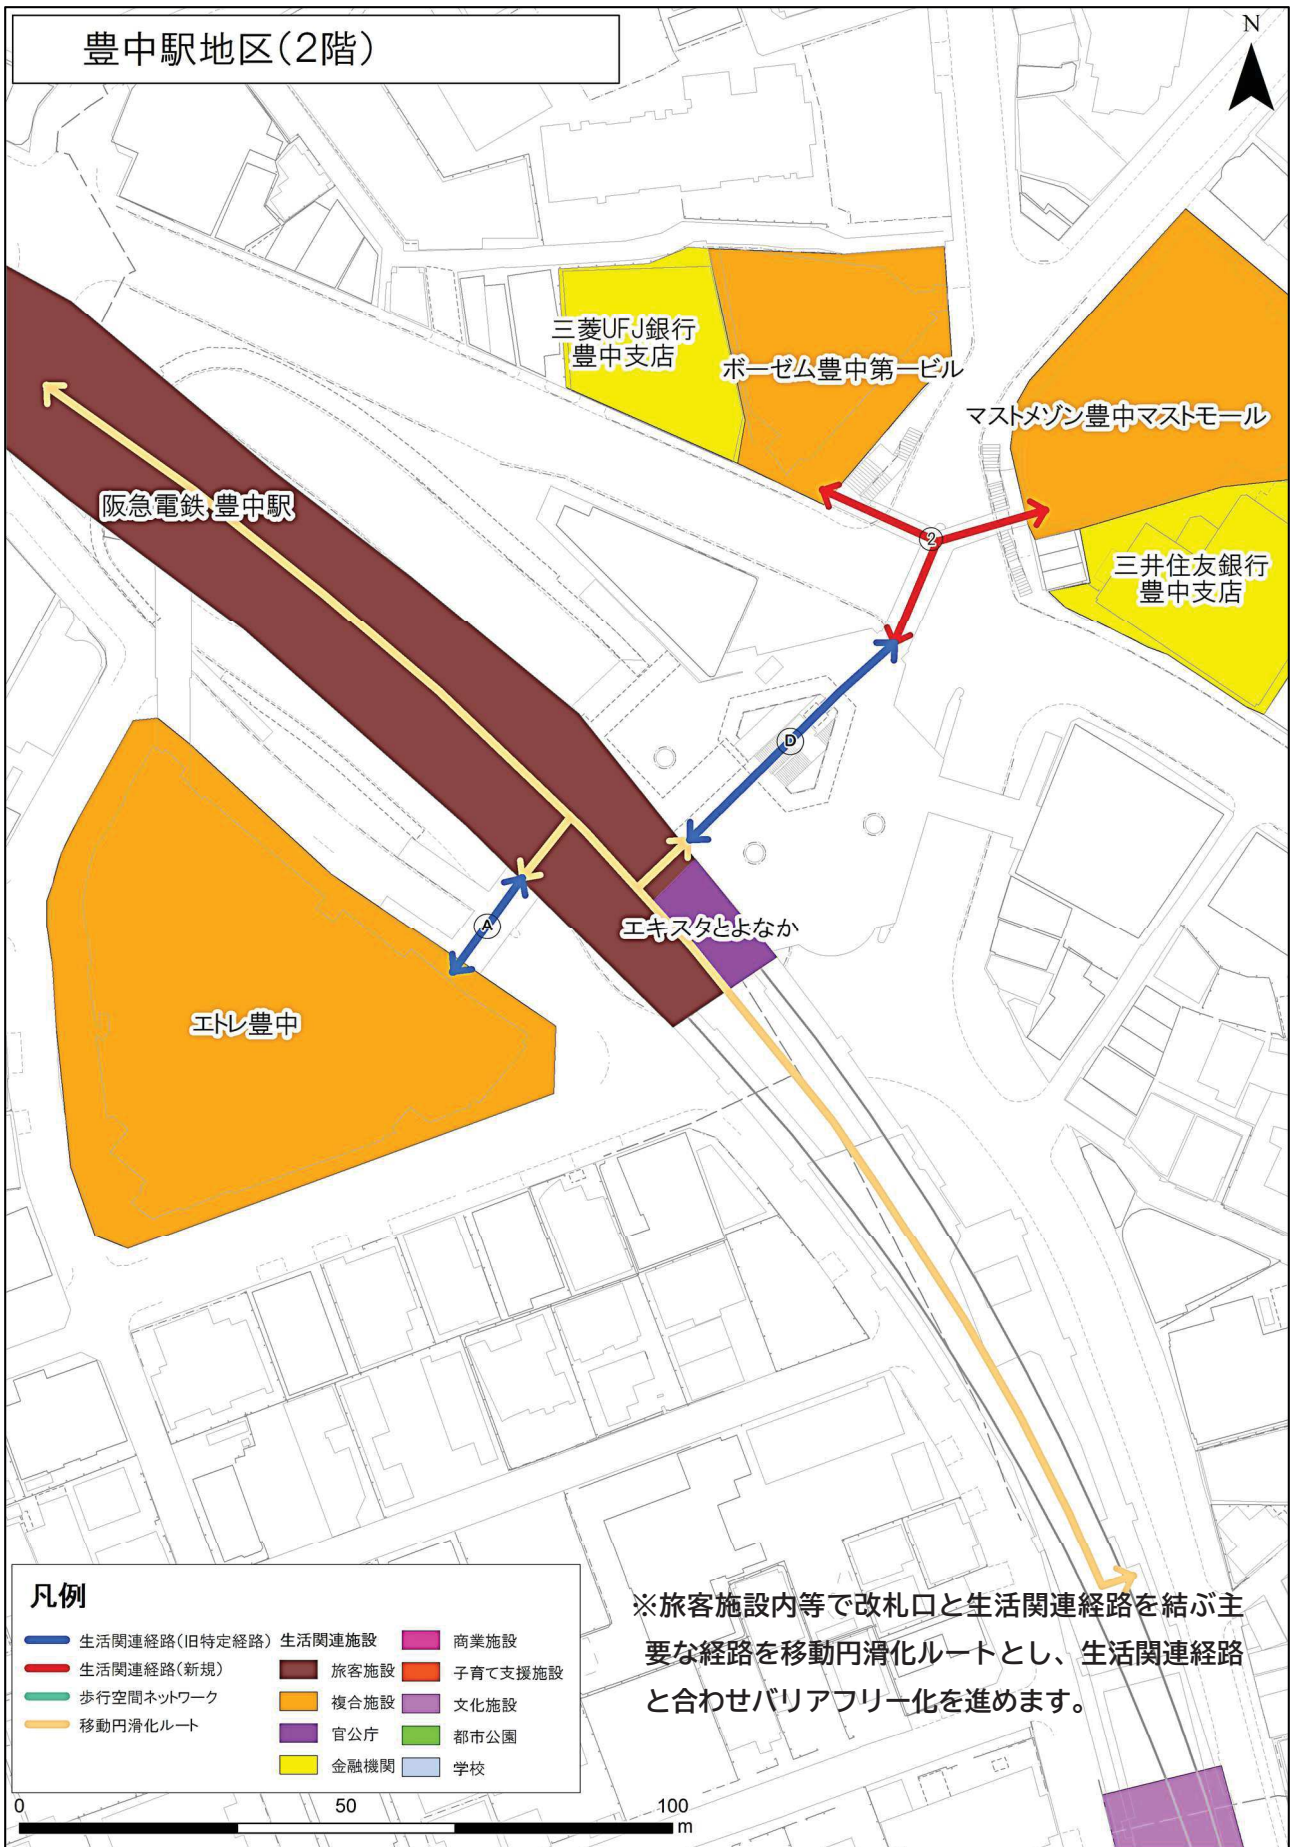 豊中駅地区(2階)
N
三菱UFJ銀行
豊中支店
ボーゼム豊中第一ビル
マストメゾン豊中マストモール
阪急電鉄 豊中駅
2
三井住友銀行
豊中支店
D
A
エキスタとよなか
エトレ豊中
凡例
生活関連経路(旧特定経路)
生活関連経路(新規)
歩行空間ネットワーク
移動円滑化ルート
生活関連施設
旅客施設
複合施設
官公庁
金融機関
商業施設
子育て支援施設
文化施設
都市公園
学校
※旅客施設内等で改札口と生活関連経路を結ぶ主
要な経路を移動円滑化ルートとし、生活関連経路
と合わせバリアフリー化を進めます。
0 50 100
m